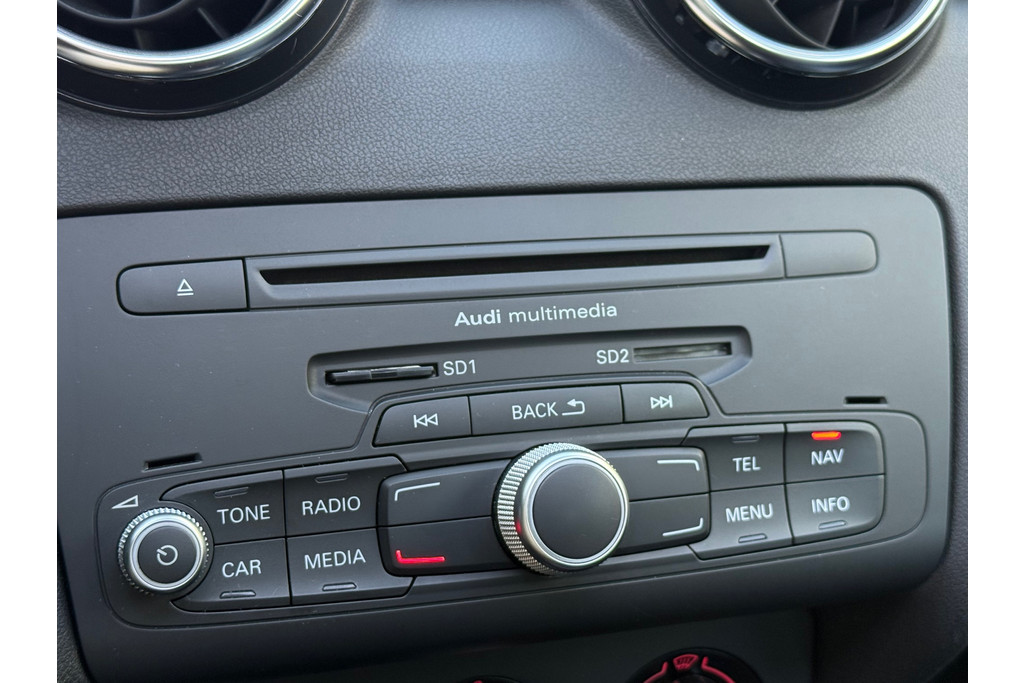 Audi multimedia
SD1
SD2
BACK
TEL
NAV
TONE
RADIO
MENU
INFO
CAR
MEDIA